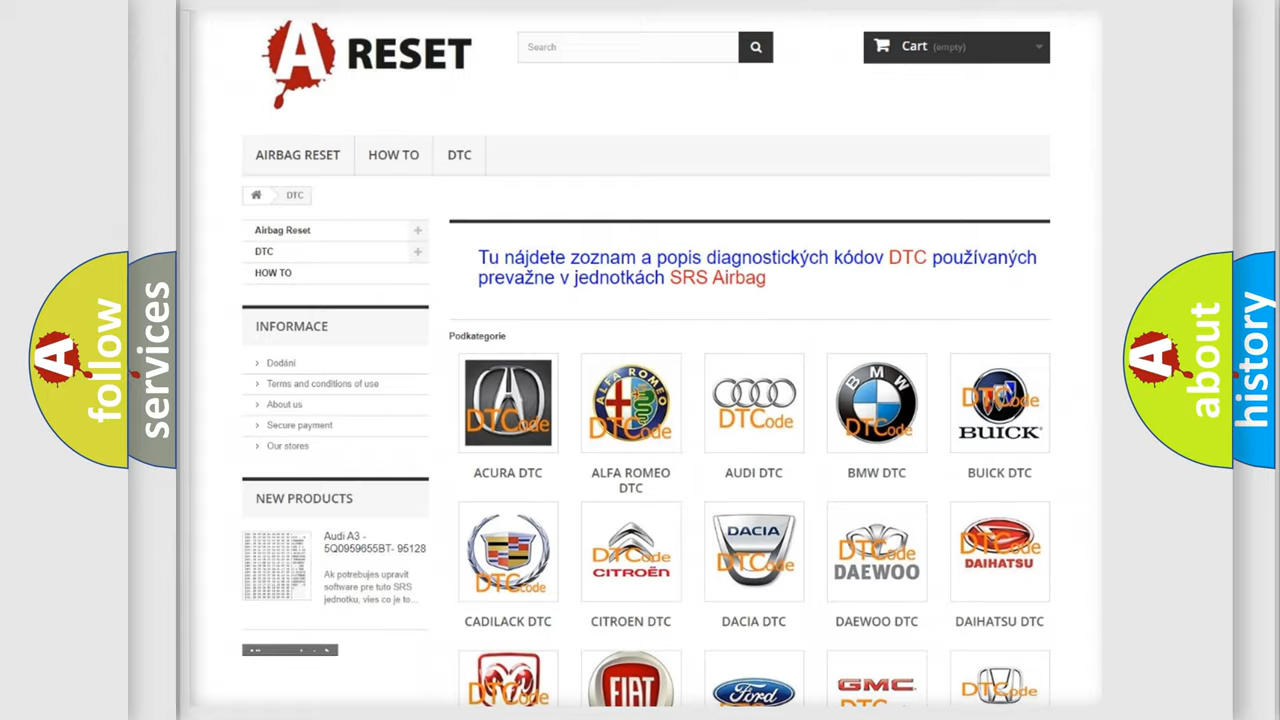 A RESET
Search
Cart (empty)
AIRBAG RESET
HOW TO
DTC
DTC
Airbag Reset
DTC
HOW TO
Tu nájdete zoznam a popis diagnostických kódov DTC používaných
prevažne v jednotkách SRS Airbag
INFORMACE
Dodání
Terms and conditions of use
About us
Secure payment
Our stores
NEW PRODUCTS
Audi A3 -
5Q0959655BT- 95128
Ak potrebujes upravit
software pre tuto SRS
jednotku, vies co je to...
Podkategorie
DTCode
ALFA ROMEO
DTCode
DTCode
BMW
DTCode
DTCode
BUICK
ACURA DTC
ALFA ROMEO
DTC
AUDI DTC
BMW DTC
BUICK DTC
DTCode
DTCode
CITROËN
DACIA
DTCode
DTCode
DAEWOO
DTCode
DAIHATSU
CADILACK DTC
CITROEN DTC
DACIA DTC
DAEWOO DTC
DAIHATSU DTC
DTCode
FIAT
Ford
GMC
DTCode
A follow
services
A about
history